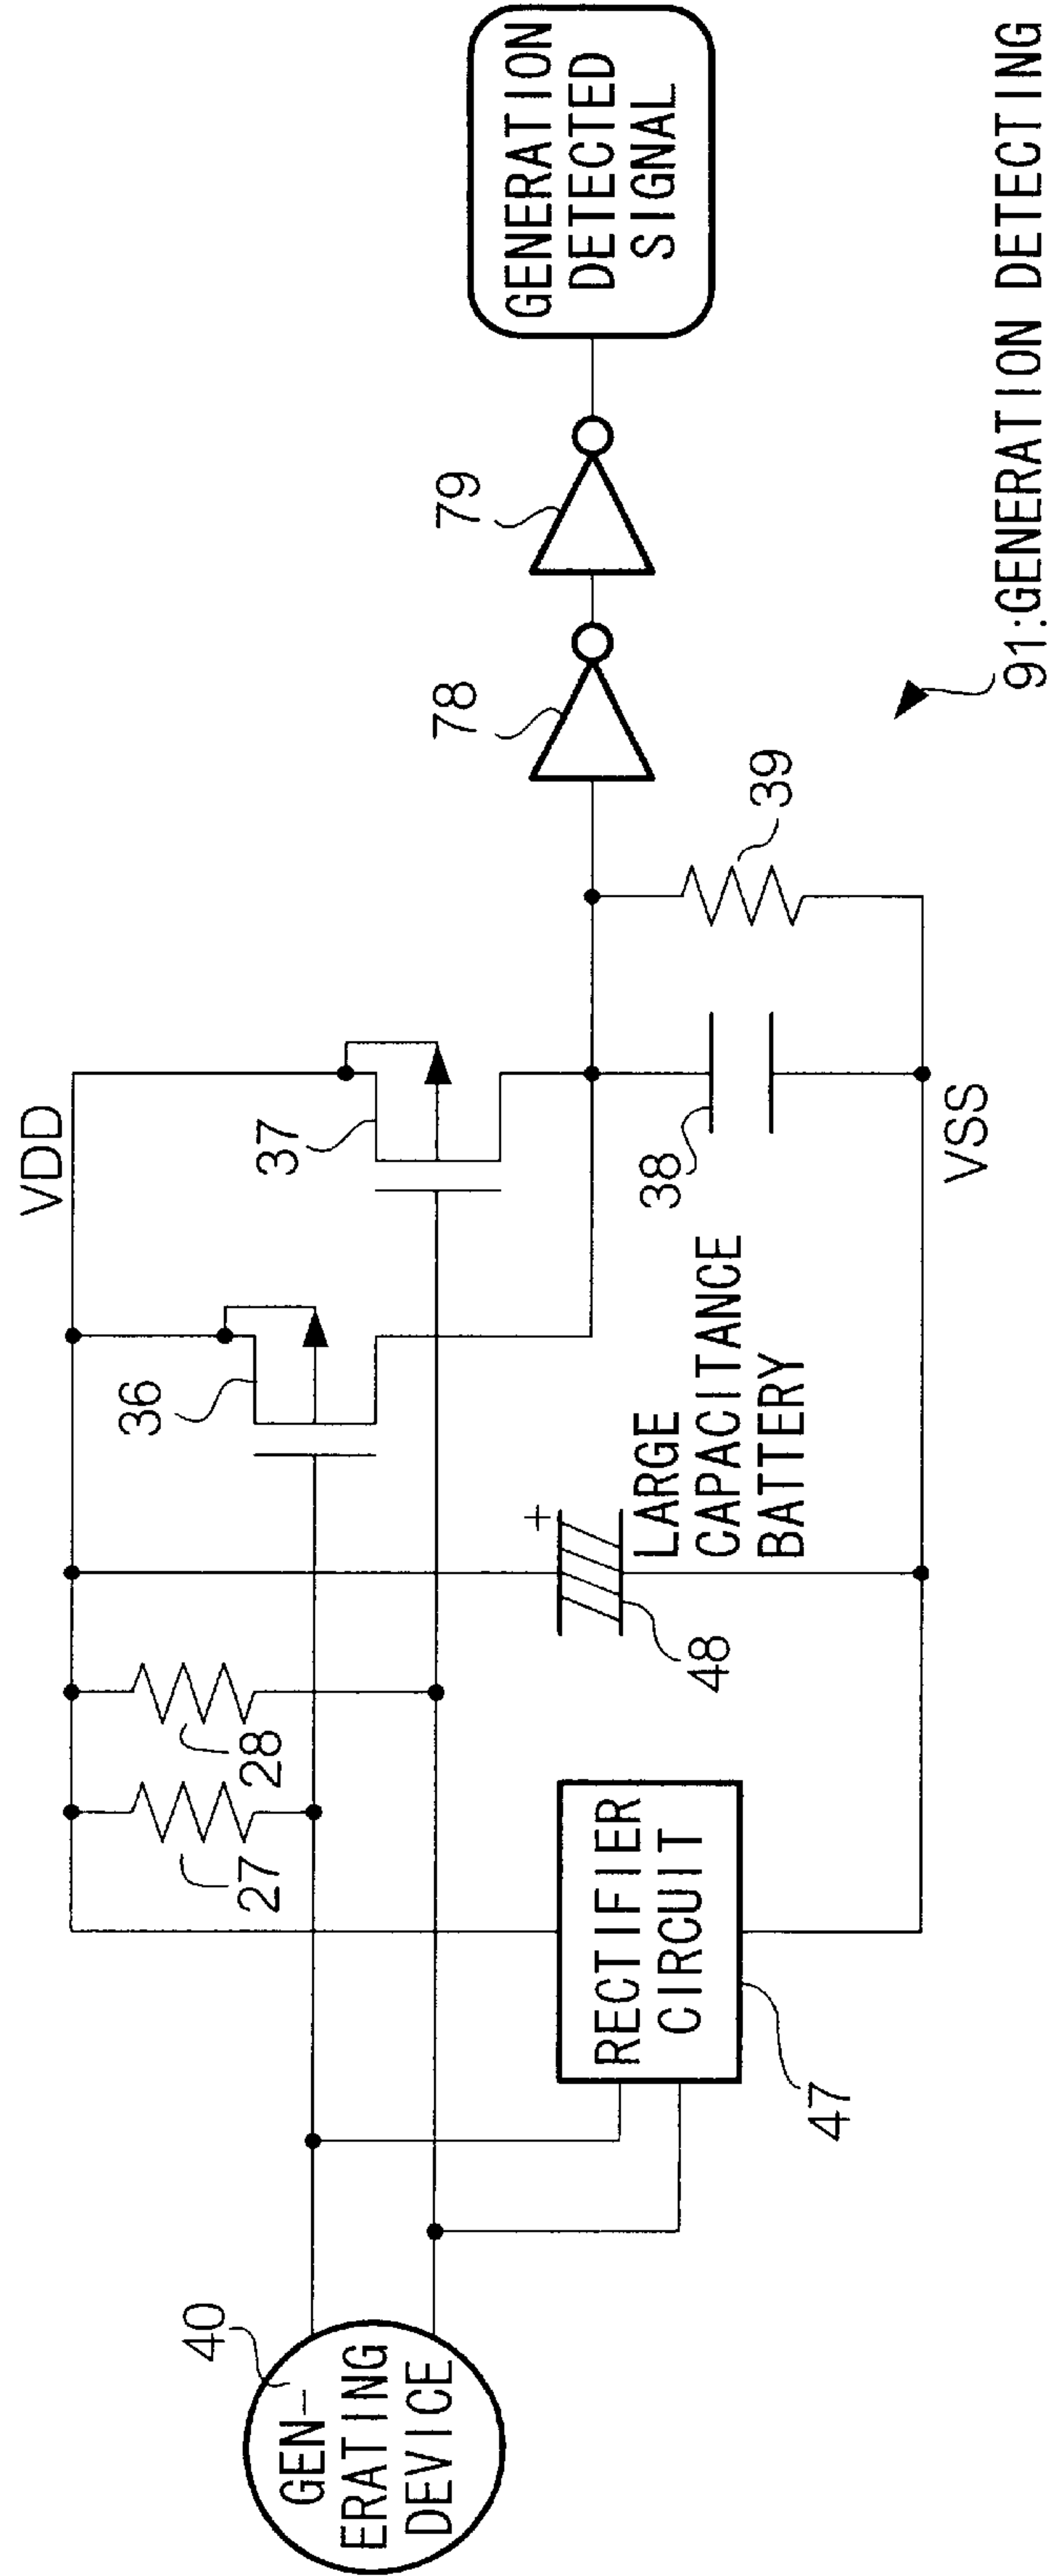 VDD
40
GEN-
ERATING
DEVICE
27
28
36
37
47
RECTIFIER
CIRCUIT
48
+
LARGE
CAPACITANCE
BATTERY
38
39
VSS
78
79
GENERATION
DETECTED
SIGNAL
91:GENERATION DETECTING